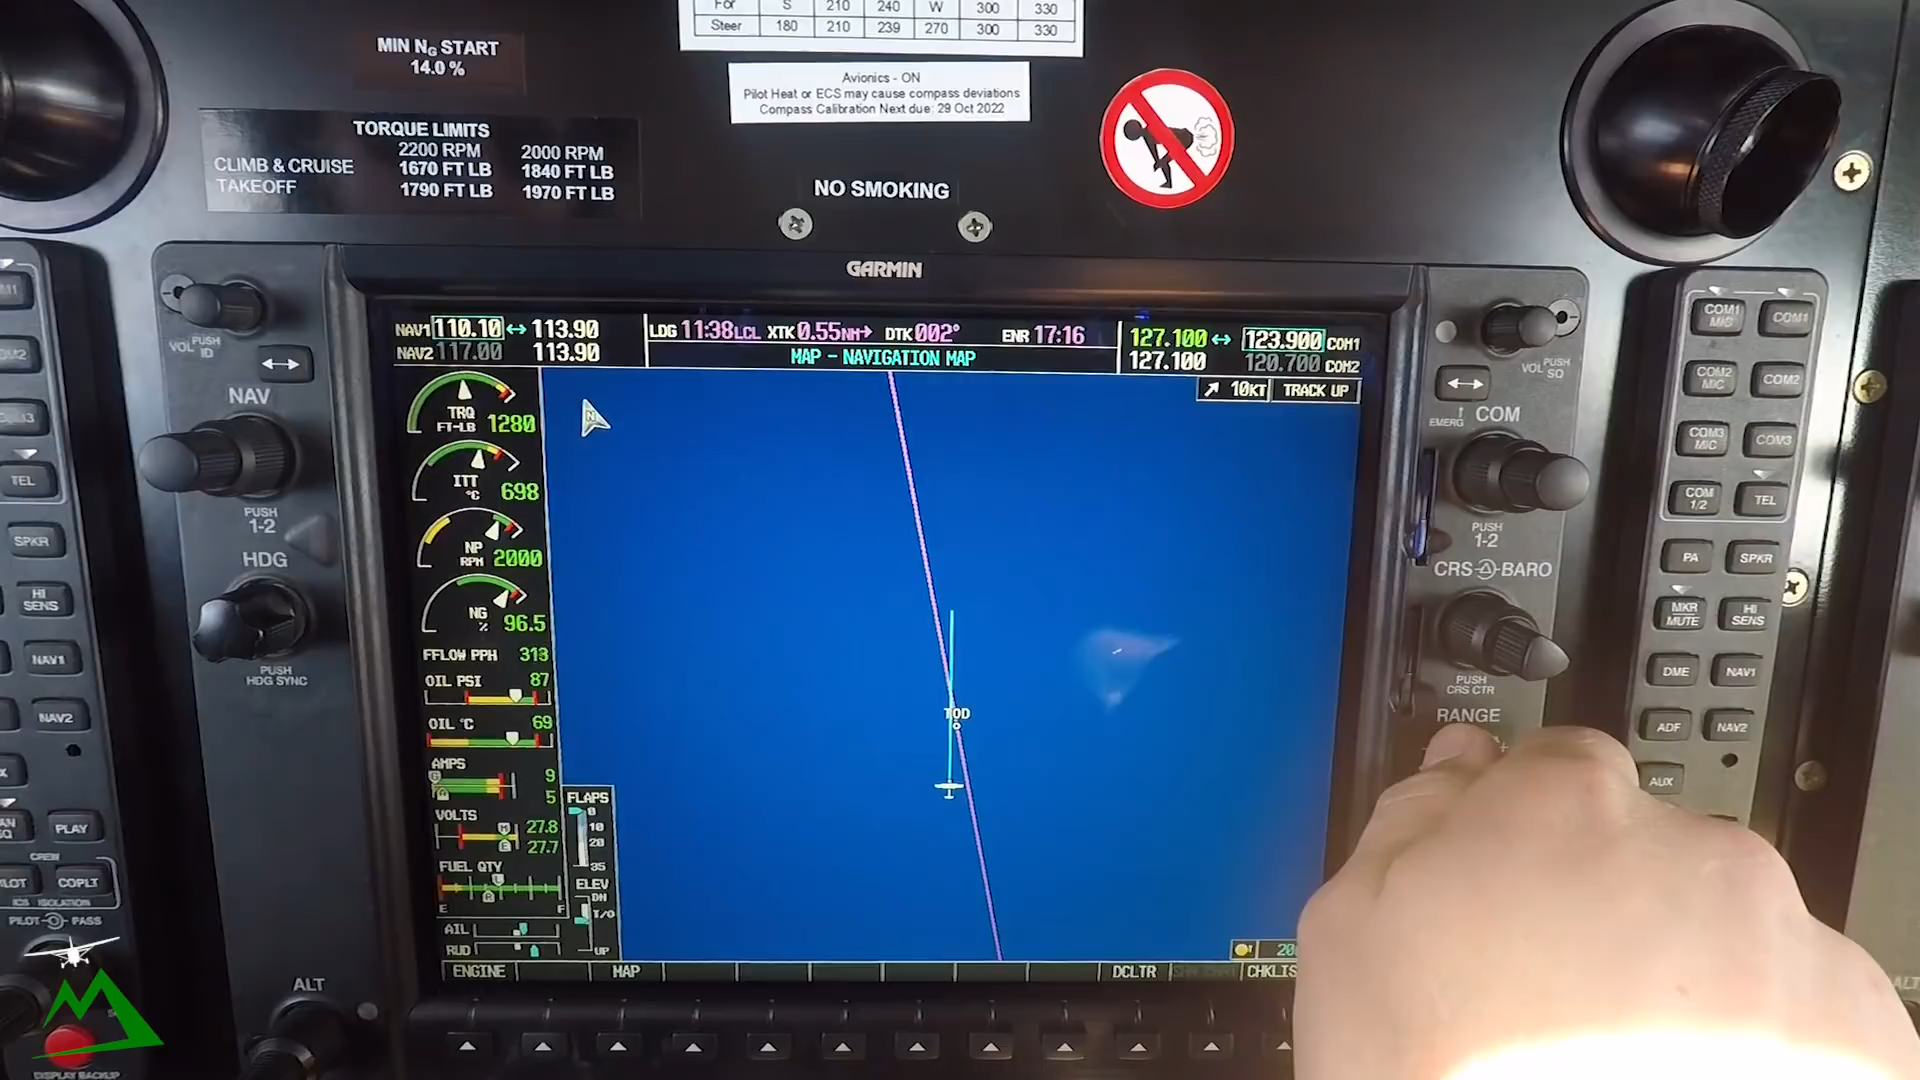 For S 210 240 W 300 330
Steer 180 210 239 270 300 330
MIN NG START
14.0 %
Avionics - ON
Pilot Heat or ECS may cause compass deviations
Compass Calibration Next due: 29 Oct 2022
TORQUE LIMITS
2200 RPM 2000 RPM
CLIMB & CRUISE 1670 FT LB 1840 FT LB
TAKEOFF 1790 FT LB 1970 FT LB
NO SMOKING
GARMIN
NAV1 110.10 ↔ 113.90 LDG 11:38LCL XTK 0.55NM→ DTK 002° ENR 17:16 127.100 ↔ 123.900 COM1
NAV2 117.00 113.90 MAP - NAVIGATION MAP 127.100 120.700 COM2
10KT TRACK UP
N
TRQ
FT-LB 1280
ITT
°C 698
NP
RPM 2000
NG
% 96.5
FFLOW PPH 313
OIL PSI 87
OIL °C 69
AMPS 9
5
VOLTS 27.8
27.7
FUEL QTY
E F
AIL
RUD
FLAPS
0
10
20
35
ELEV
DN
T/O
UP
TOD
ENGINE MAP DCLTR CHKLIS
VOL PUSH ID
NAV
PUSH
1-2
HDG
PUSH
HDG SYNC
ALT
VOL PUSH SQ
EMERG COM
PUSH
1-2
CRS BARO
PUSH
CRS CTR
RANGE
COM1 MIC COM1
COM2 MIC COM2
COM3 MIC COM3
COM 1/2 TEL
PA SPKR
MKR MUTE HI SENS
DME NAV1
ADF NAV2
AUX
TEL
SPKR
HI SENS
NAV1
NAV2
PLAY
CREW
COPLT
ICS ISOLATION
PILOT PASS
DISPLAY BACKUP